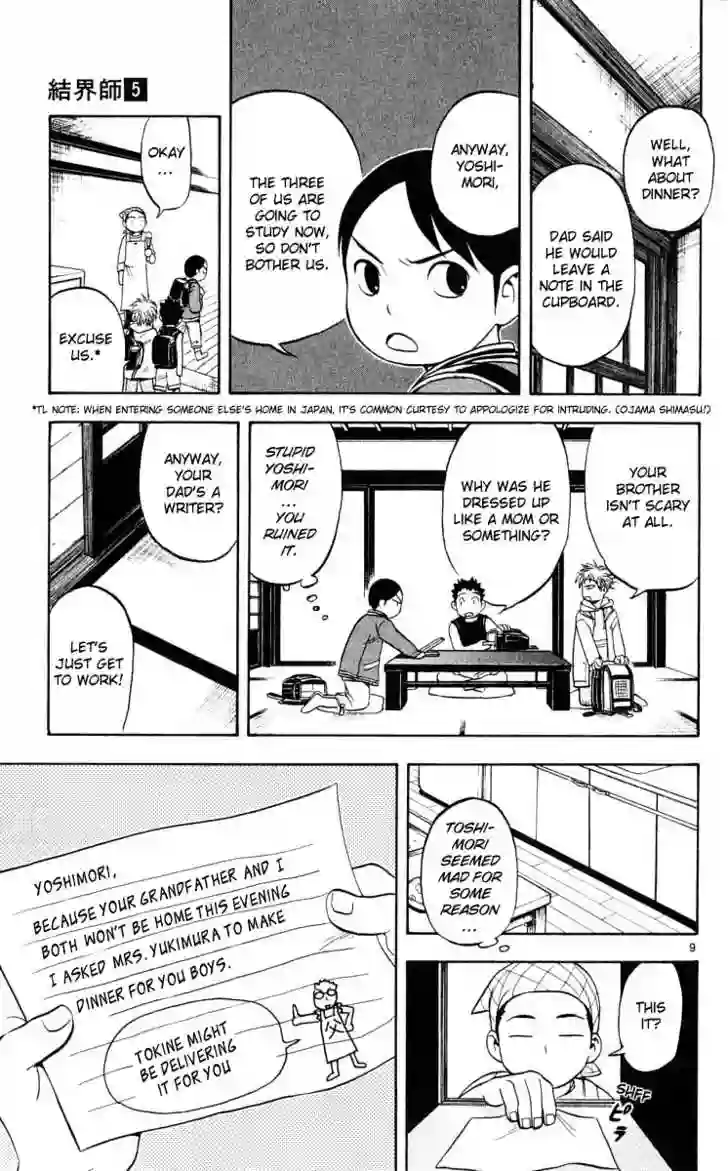 WELL,
WHAT
ABOUT
DINNER?
DAD SAID
HE WOULD
LEAVE A
NOTE IN
THE
CUPBOARD.
ANYWAY,
YOSHI-
MORI,
THE THREE
OF US ARE
GOING TO
STUDY NOW,
SO DON'T
BOTHER US.
結界師5
OKAY
...
EXCUSE
US.*
*TL NOTE: WHEN ENTERING SOMEONE ELSE'S HOME IN JAPAN, IT'S COMMON CURTESY TO APPOLOGIZE FOR INTRUDING. (OJAMA SHIMASU!)
YOUR
BROTHER
ISN'T SCARY
AT ALL.
WHY WAS HE
DRESSED UP
LIKE A MOM OR
SOMETHING?
STUPID
YOSHI-
MORI
...
YOU
RUINED
IT.
ANYWAY,
YOUR
DAD'S A
WRITER?
LET'S
JUST GET
TO WORK!
TOSHI-
MORI
SEEMED
MAD FOR
SOME
REASON
...
9
THIS
IT?
SHFF
ピラ
YOSHIMORI,
BECAUSE YOUR GRANDFATHER AND I
BOTH WON'T BE HOME THIS EVENING
I ASKED MRS. YUKIMURA TO MAKE
DINNER FOR YOU BOYS.
TOKINE MIGHT
BE DELIVERING
IT FOR YOU
父